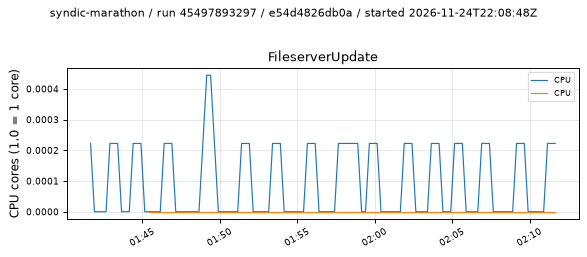 syndic-marathon / run 45497893297 / e54d4826db0a / started 2026-11-24T22:08:48Z
FileserverUpdate
CPU cores (1.0 = 1 core)
0.0004
0.0003
0.0002
0.0001
0.0000
CPU
CPU
01:45
01:50
01:55
02:00
02:05
02:10